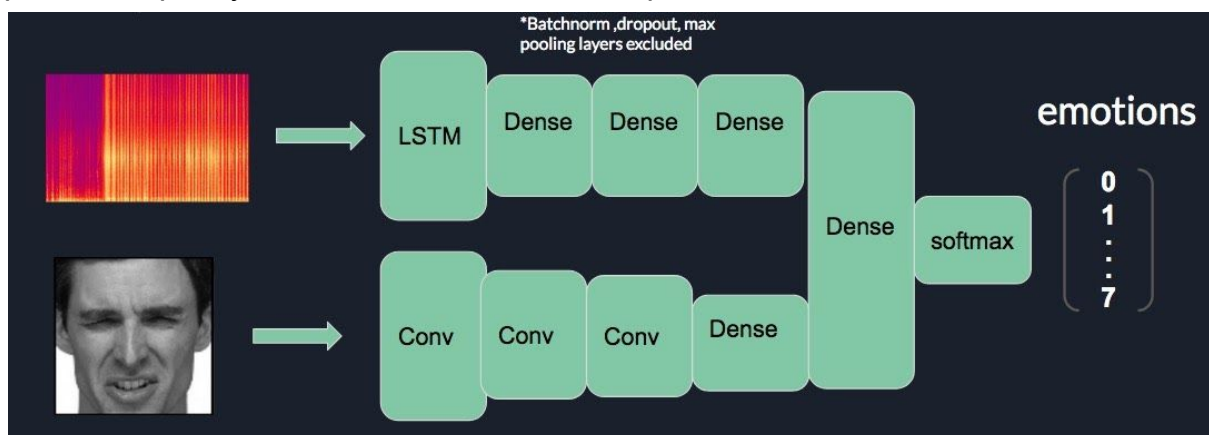 *Batchnorm ,dropout, max
pooling layers excluded
LSTM
Dense
Dense
Dense
Conv
Conv
Conv
Dense
Dense
softmax
emotions
0
1
.
.
.
7